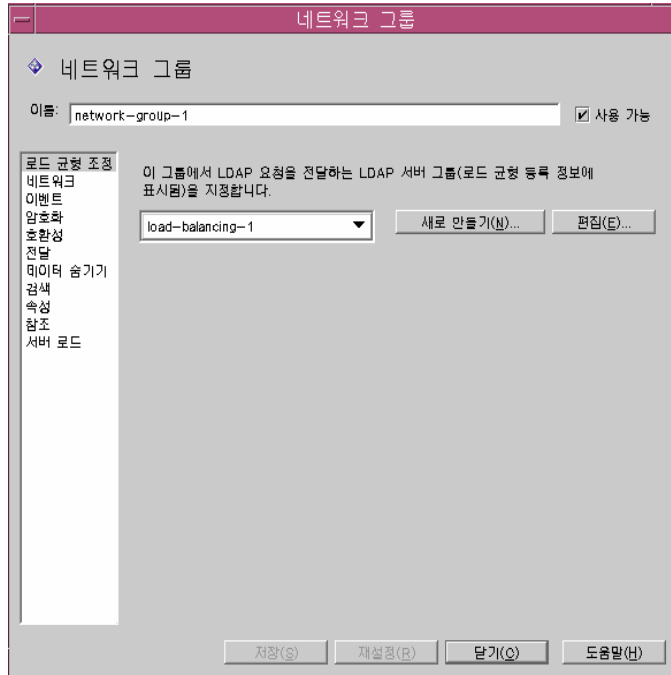 네트워크 그룹
네트워크 그룹
이름: network-group-1 사용 가능
로드 균형 조정
네트워크
이벤트
암호화
호환성
전달
데이터 숨기기
검색
속성
참조
서버 로드
이 그룹에서 LDAP 요청을 전달하는 LDAP 서버 그룹(로드 균형 등록 정보에
표시됨)을 지정합니다.
load-balancing-1 새로 만들기(N)... 편집(E)...
저장(S) 재설정(R) 닫기(C) 도움말(H)